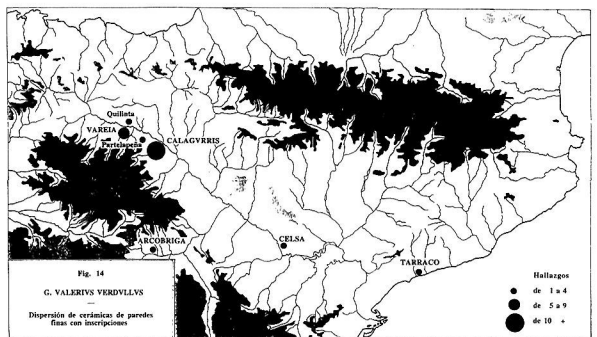 Quilinta
VAREIA
Partelapeña
CALAGVRRIS
ARCOBRIGA
CELSA
TARRACO
Fig. 14
G. VALERIVS VERDVLLVS
Dispersión de cerámicas de paredes
finas con inscripciones
Hallazgos
de 1 a 4
de 5 a 9
de 10 +